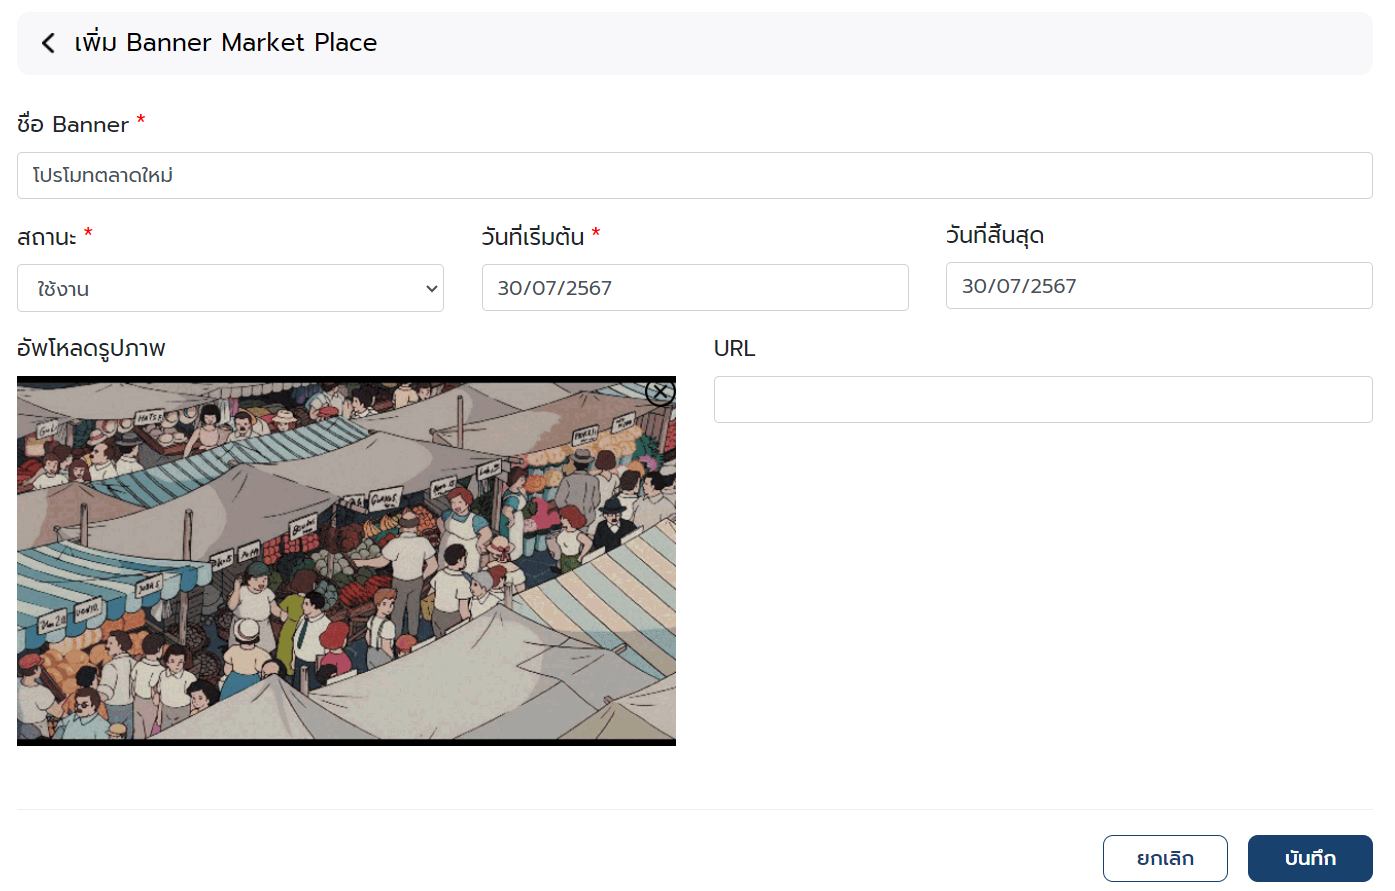 เพิ่ม Banner Market Place
ชื่อ Banner *
โปรโมทตลาดใหม่
สถานะ *
วันที่เริ่มต้น *
วันที่สิ้นสุด
ใช้งาน
30/07/2567
30/07/2567
อัพโหลดรูปภาพ
URL
HATS
ยกเลิก
บันทึก